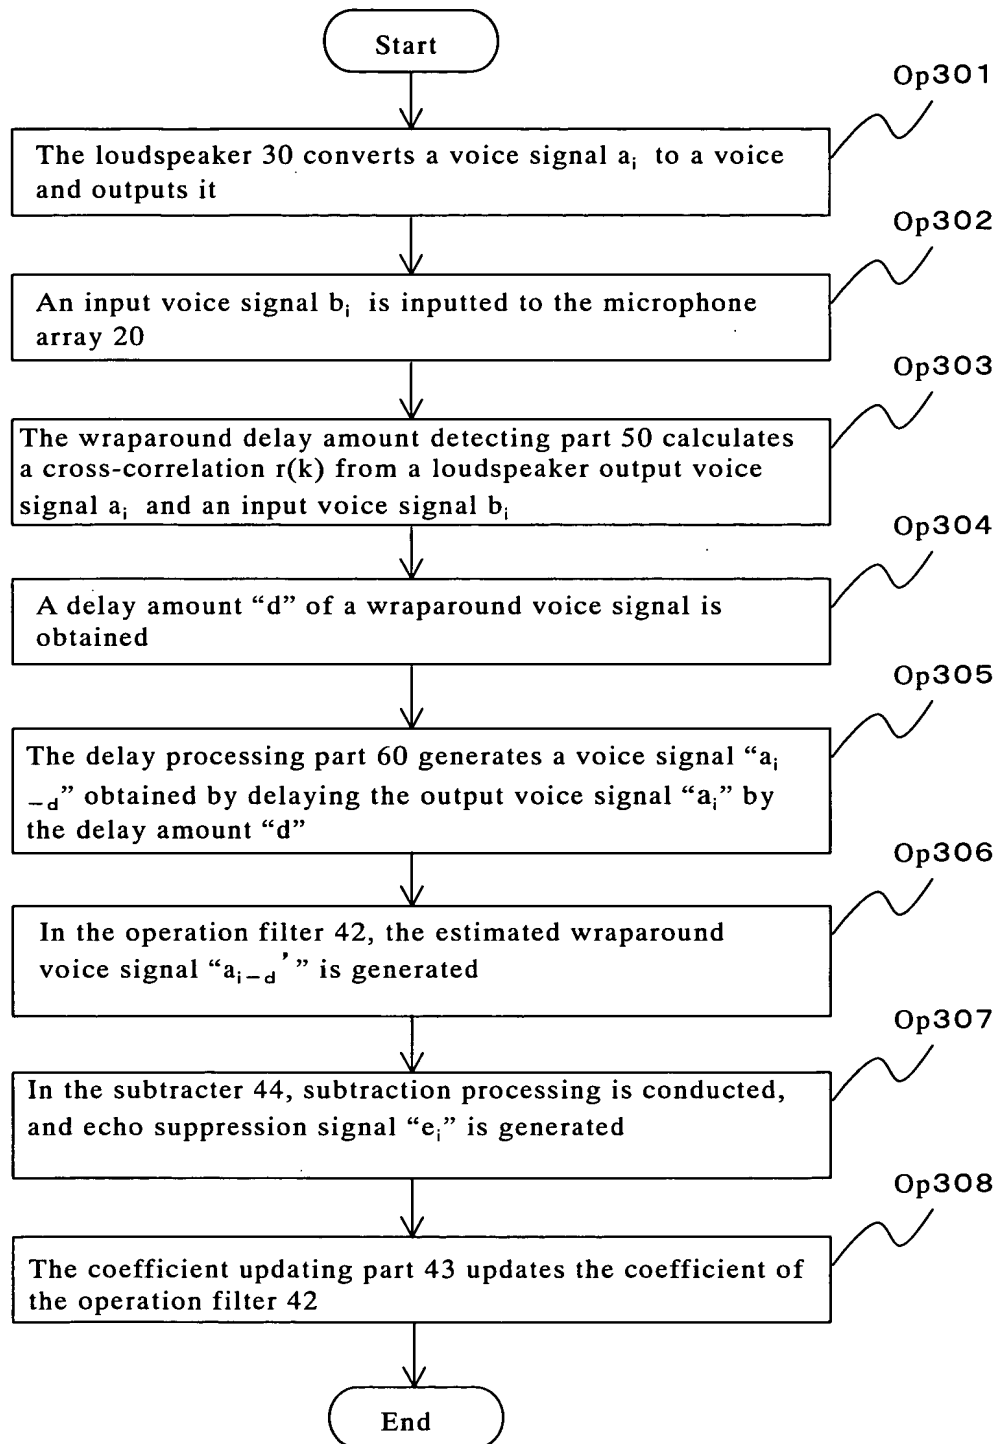 Start
Op301
The loudspeaker 30 converts a voice signal aᵢ to a voice
and outputs it
Op302
An input voice signal bᵢ is inputted to the microphone
array 20
Op303
The wraparound delay amount detecting part 50 calculates
a cross-correlation r(k) from a loudspeaker output voice
signal aᵢ and an input voice signal bᵢ
Op304
A delay amount “d” of a wraparound voice signal is
obtained
Op305
The delay processing part 60 generates a voice signal “aᵢ
−d” obtained by delaying the output voice signal “aᵢ” by
the delay amount “d”
Op306
In the operation filter 42, the estimated wraparound
voice signal “aᵢ−d’” is generated
Op307
In the subtracter 44, subtraction processing is conducted,
and echo suppression signal “eᵢ” is generated
Op308
The coefficient updating part 43 updates the coefficient of
the operation filter 42
End